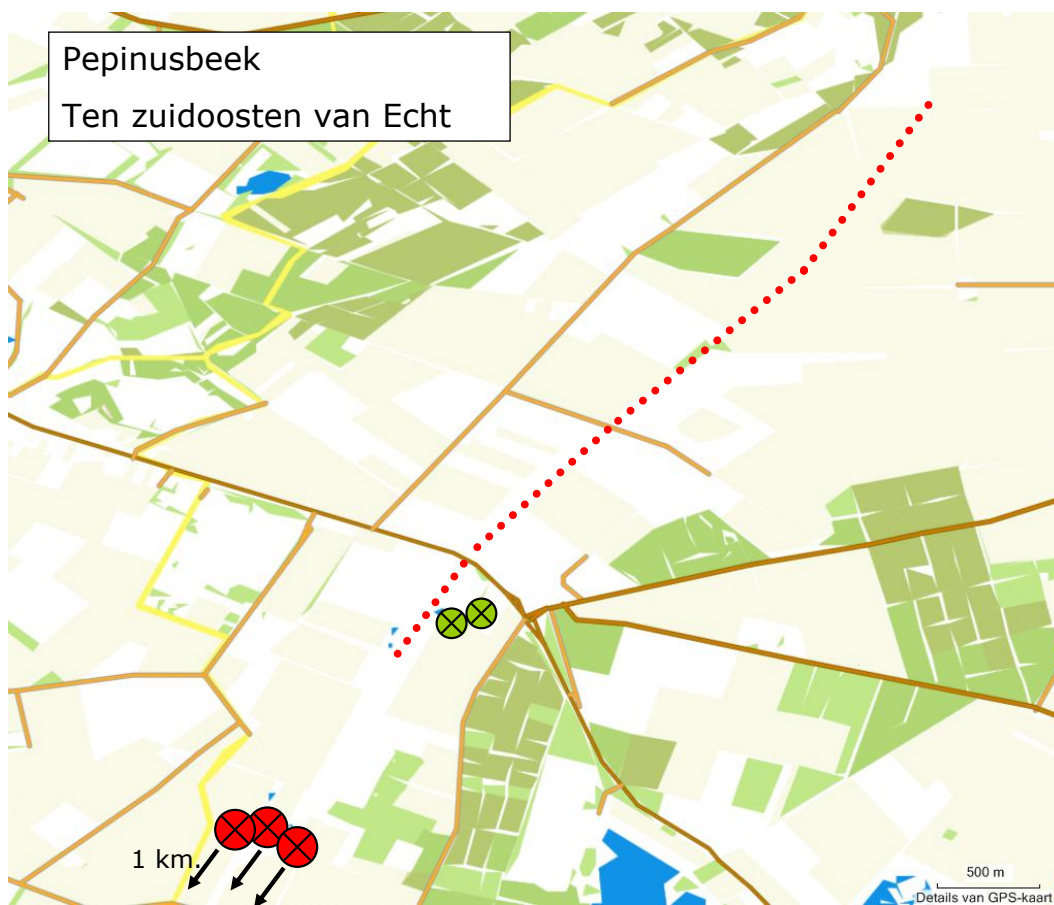 Pepinusbeek
Ten zuidoosten van Echt
1 km.
500 m
Details van GPS-kaart